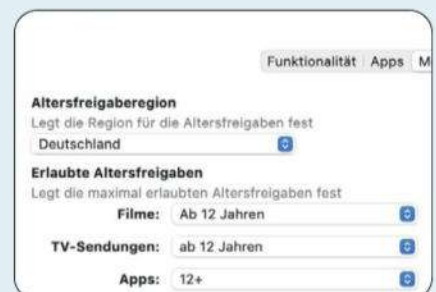 Funktionalität Apps M
Altersfreigaberegion
Legt die Region für die Altersfreigaben fest
Deutschland
Erlaubte Altersfreigaben
Legt die maximal erlaubten Altersfreigaben fest
Filme: Ab 12 Jahren
TV-Sendungen: ab 12 Jahren
Apps: 12+